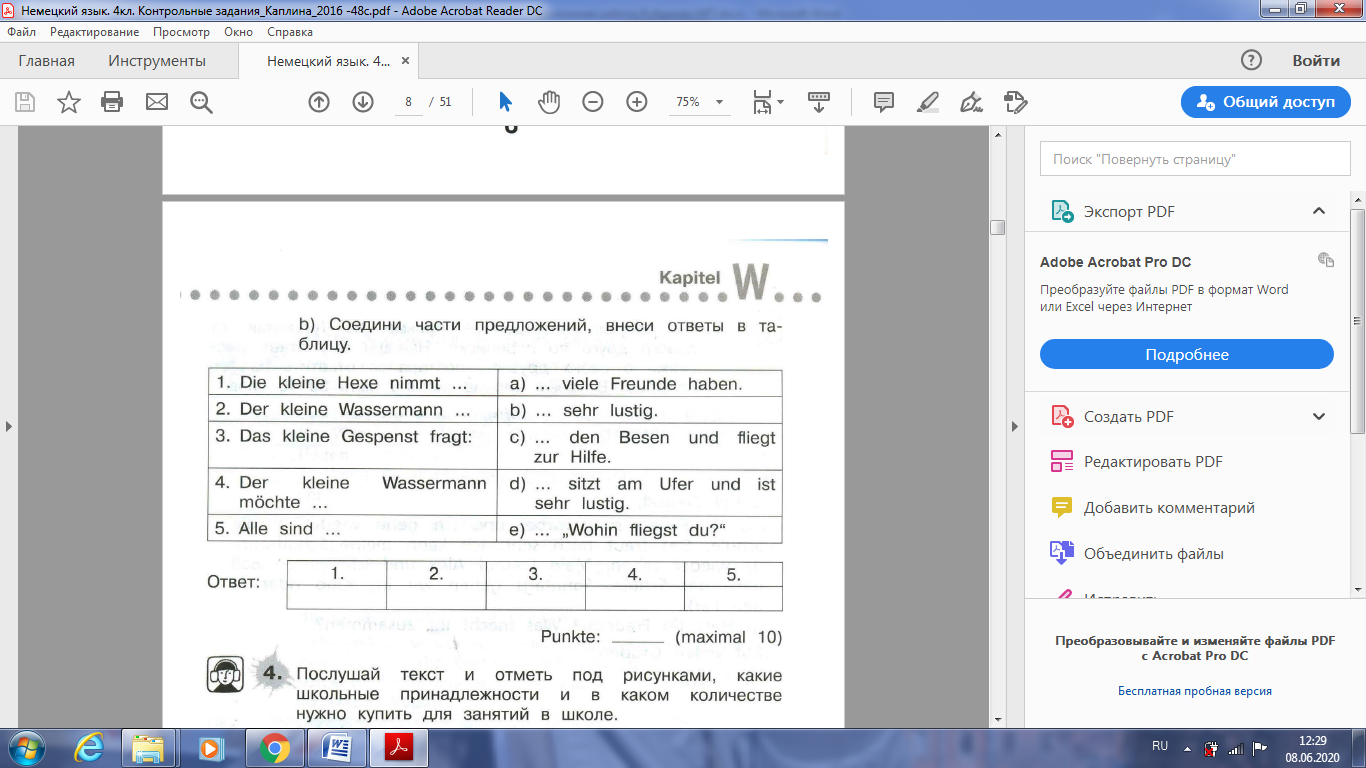 Немецкий язык. 4кл. Контрольные задания_Каплина_2016 -48с.pdf - Adobe Acrobat Reader DC
Файл Редактирование Просмотр Окно Справка
Главная Инструменты Немецкий язык. 4... × ? Войти
8 / 51 75% Общий доступ
Kapitel W
b) Соедини части предложений, внеси ответы в та-
блицу.
1. Die kleine Hexe nimmt ... a) ... viele Freunde haben.
2. Der kleine Wassermann ... b) ... sehr lustig.
3. Das kleine Gespenst fragt: c) ... den Besen und fliegt
zur Hilfe.
4. Der kleine Wassermann d) ... sitzt am Ufer und ist
möchte ... sehr lustig.
5. Alle sind ... e) ... „Wohin fliegst du?“
Ответ: 1. 2. 3. 4. 5.
Punkte: _____ (maximal 10)
4. Послушай текст и отметь под рисунками, какие
школьные принадлежности и в каком количестве
нужно купить для занятий в школе.
Поиск "Повернуть страницу"
Экспорт PDF
Adobe Acrobat Pro DC
Преобразуйте файлы PDF в формат Word
или Excel через Интернет
Подробнее
Создать PDF
Редактировать PDF
Добавить комментарий
Объединить файлы
Преобразовывайте и изменяйте файлы PDF
с Acrobat Pro DC
Бесплатная пробная версия
RU 12:29
08.06.2020